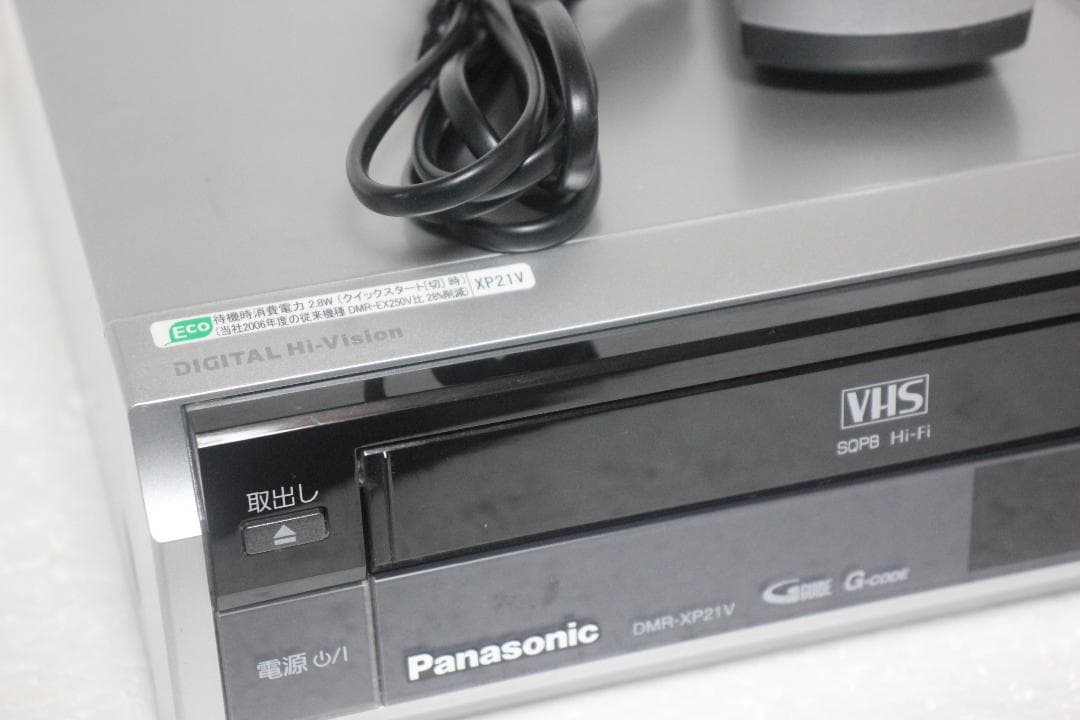 Eco 待機時消費電力 2.8W (クイックスタート[切]時) XP21V
(当社2006年度の従来機種 DMR-EX250V比 28%削減)
DIGITAL Hi-Vision
VHS
SQPB Hi-Fi
取出し
G GUIDE G-CODE
Panasonic DMR-XP21V
電源 ⏻/I